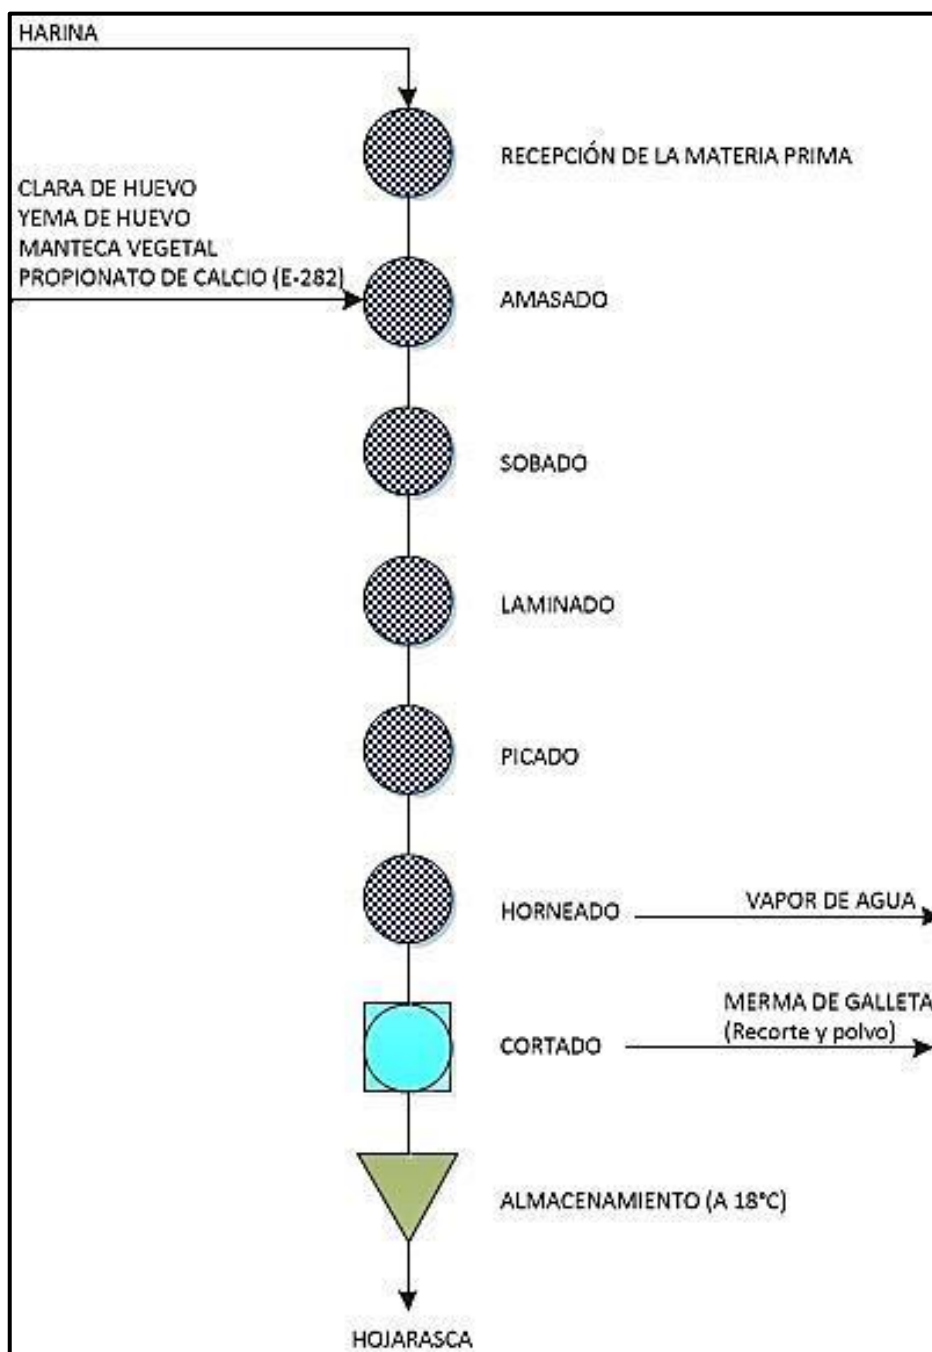 HARINA
RECEPCIÓN DE LA MATERIA PRIMA
CLARA DE HUEVO
YEMA DE HUEVO
MANTECA VEGETAL
PROPIONATO DE CALCIO (E-282)
AMASADO
SOBADO
LAMINADO
PICADO
HORNEADO
VAPOR DE AGUA
CORTADO
MERMA DE GALLETA
(Recorte y polvo)
ALMACENAMIENTO (A 18°C)
HOJARASCA